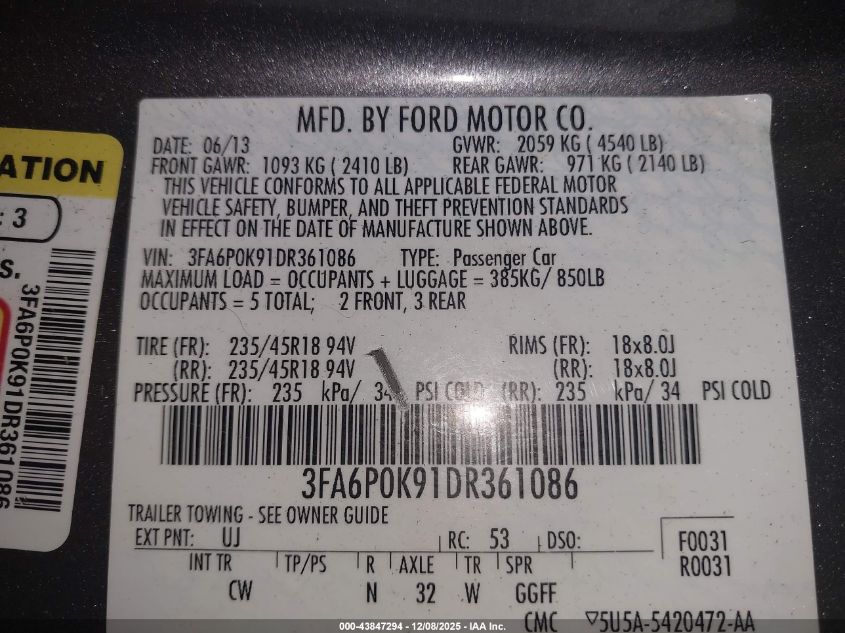 MFD. BY FORD MOTOR CO.
DATE: 06/13 GVWR: 2059 KG ( 4540 LB)
FRONT GAWR: 1093 KG ( 2410 LB) REAR GAWR: 971 KG ( 2140 LB)
THIS VEHICLE CONFORMS TO ALL APPLICABLE FEDERAL MOTOR
VEHICLE SAFETY, BUMPER, AND THEFT PREVENTION STANDARDS
IN EFFECT ON THE DATE OF MANUFACTURE SHOWN ABOVE.
VIN: 3FA6P0K91DR361086 TYPE: Passenger Car
MAXIMUM LOAD = OCCUPANTS + LUGGAGE = 385KG/ 850LB
OCCUPANTS = 5 TOTAL; 2 FRONT, 3 REAR
TIRE (FR): 235/45R18 94V RIMS (FR): 18x8.0J
(RR): 235/45R18 94V (RR): 18x8.0J
PRESSURE (FR): 235 kPa/ 34 PSI COLD (RR): 235 kPa/ 34 PSI COLD
3FA6P0K91DR361086
TRAILER TOWING - SEE OWNER GUIDE
EXT PNT: UJ RC: 53 DSO: F0031
INT TR TP/PS R AXLE TR SPR R0031
CW N 32 W GGFF
CMC ▽5U5A-5420472-AA
ATION
: 3
S.
3FA6P0K91DR361086
000-43847294 - 12/08/2025 - IAA Inc.